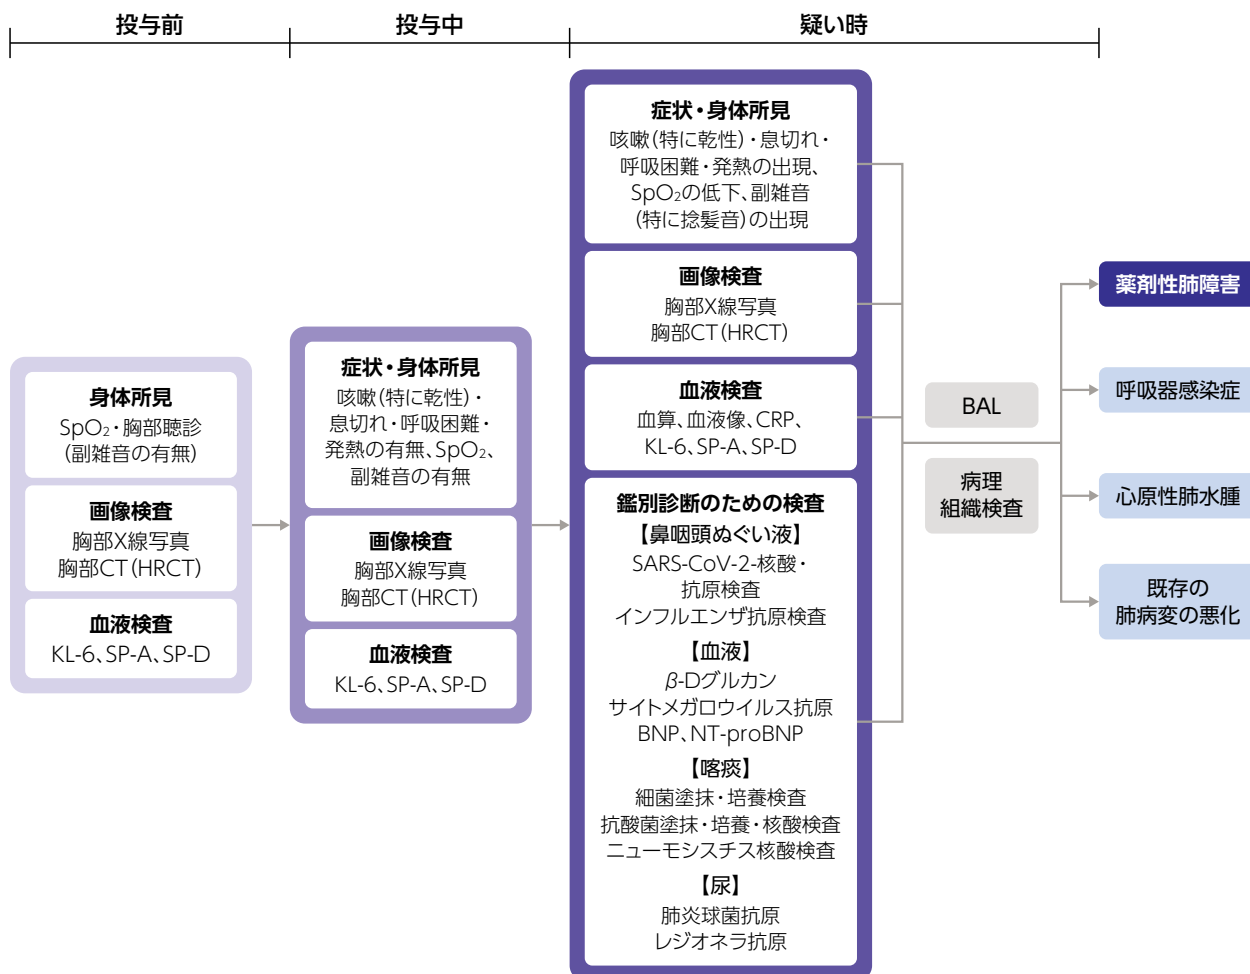 投与前
投与中
疑い時
身体所見
SpO₂・胸部聴診
(副雑音の有無)
画像検査
胸部X線写真
胸部CT(HRCT)
血液検査
KL-6、SP-A、SP-D
症状・身体所見
咳嗽(特に乾性)・
息切れ・呼吸困難・
発熱の有無、SpO₂、
副雑音の有無
画像検査
胸部X線写真
胸部CT(HRCT)
血液検査
KL-6、SP-A、SP-D
症状・身体所見
咳嗽(特に乾性)・息切れ・
呼吸困難・発熱の出現、
SpO₂の低下、副雑音
(特に捻髪音)の出現
画像検査
胸部X線写真
胸部CT(HRCT)
血液検査
血算、血液像、CRP、
KL-6、SP-A、SP-D
鑑別診断のための検査
【鼻咽頭ぬぐい液】
SARS-CoV-2-核酸・
抗原検査
インフルエンザ抗原検査
【血液】
β-Dグルカン
サイトメガロウイルス抗原
BNP、NT-proBNP
【喀痰】
細菌塗抹・培養検査
抗酸菌塗抹・培養・核酸検査
ニューモシスチス核酸検査
【尿】
肺炎球菌抗原
レジオネラ抗原
BAL
病理
組織検査
薬剤性肺障害
呼吸器感染症
心原性肺水腫
既存の
肺病変の悪化